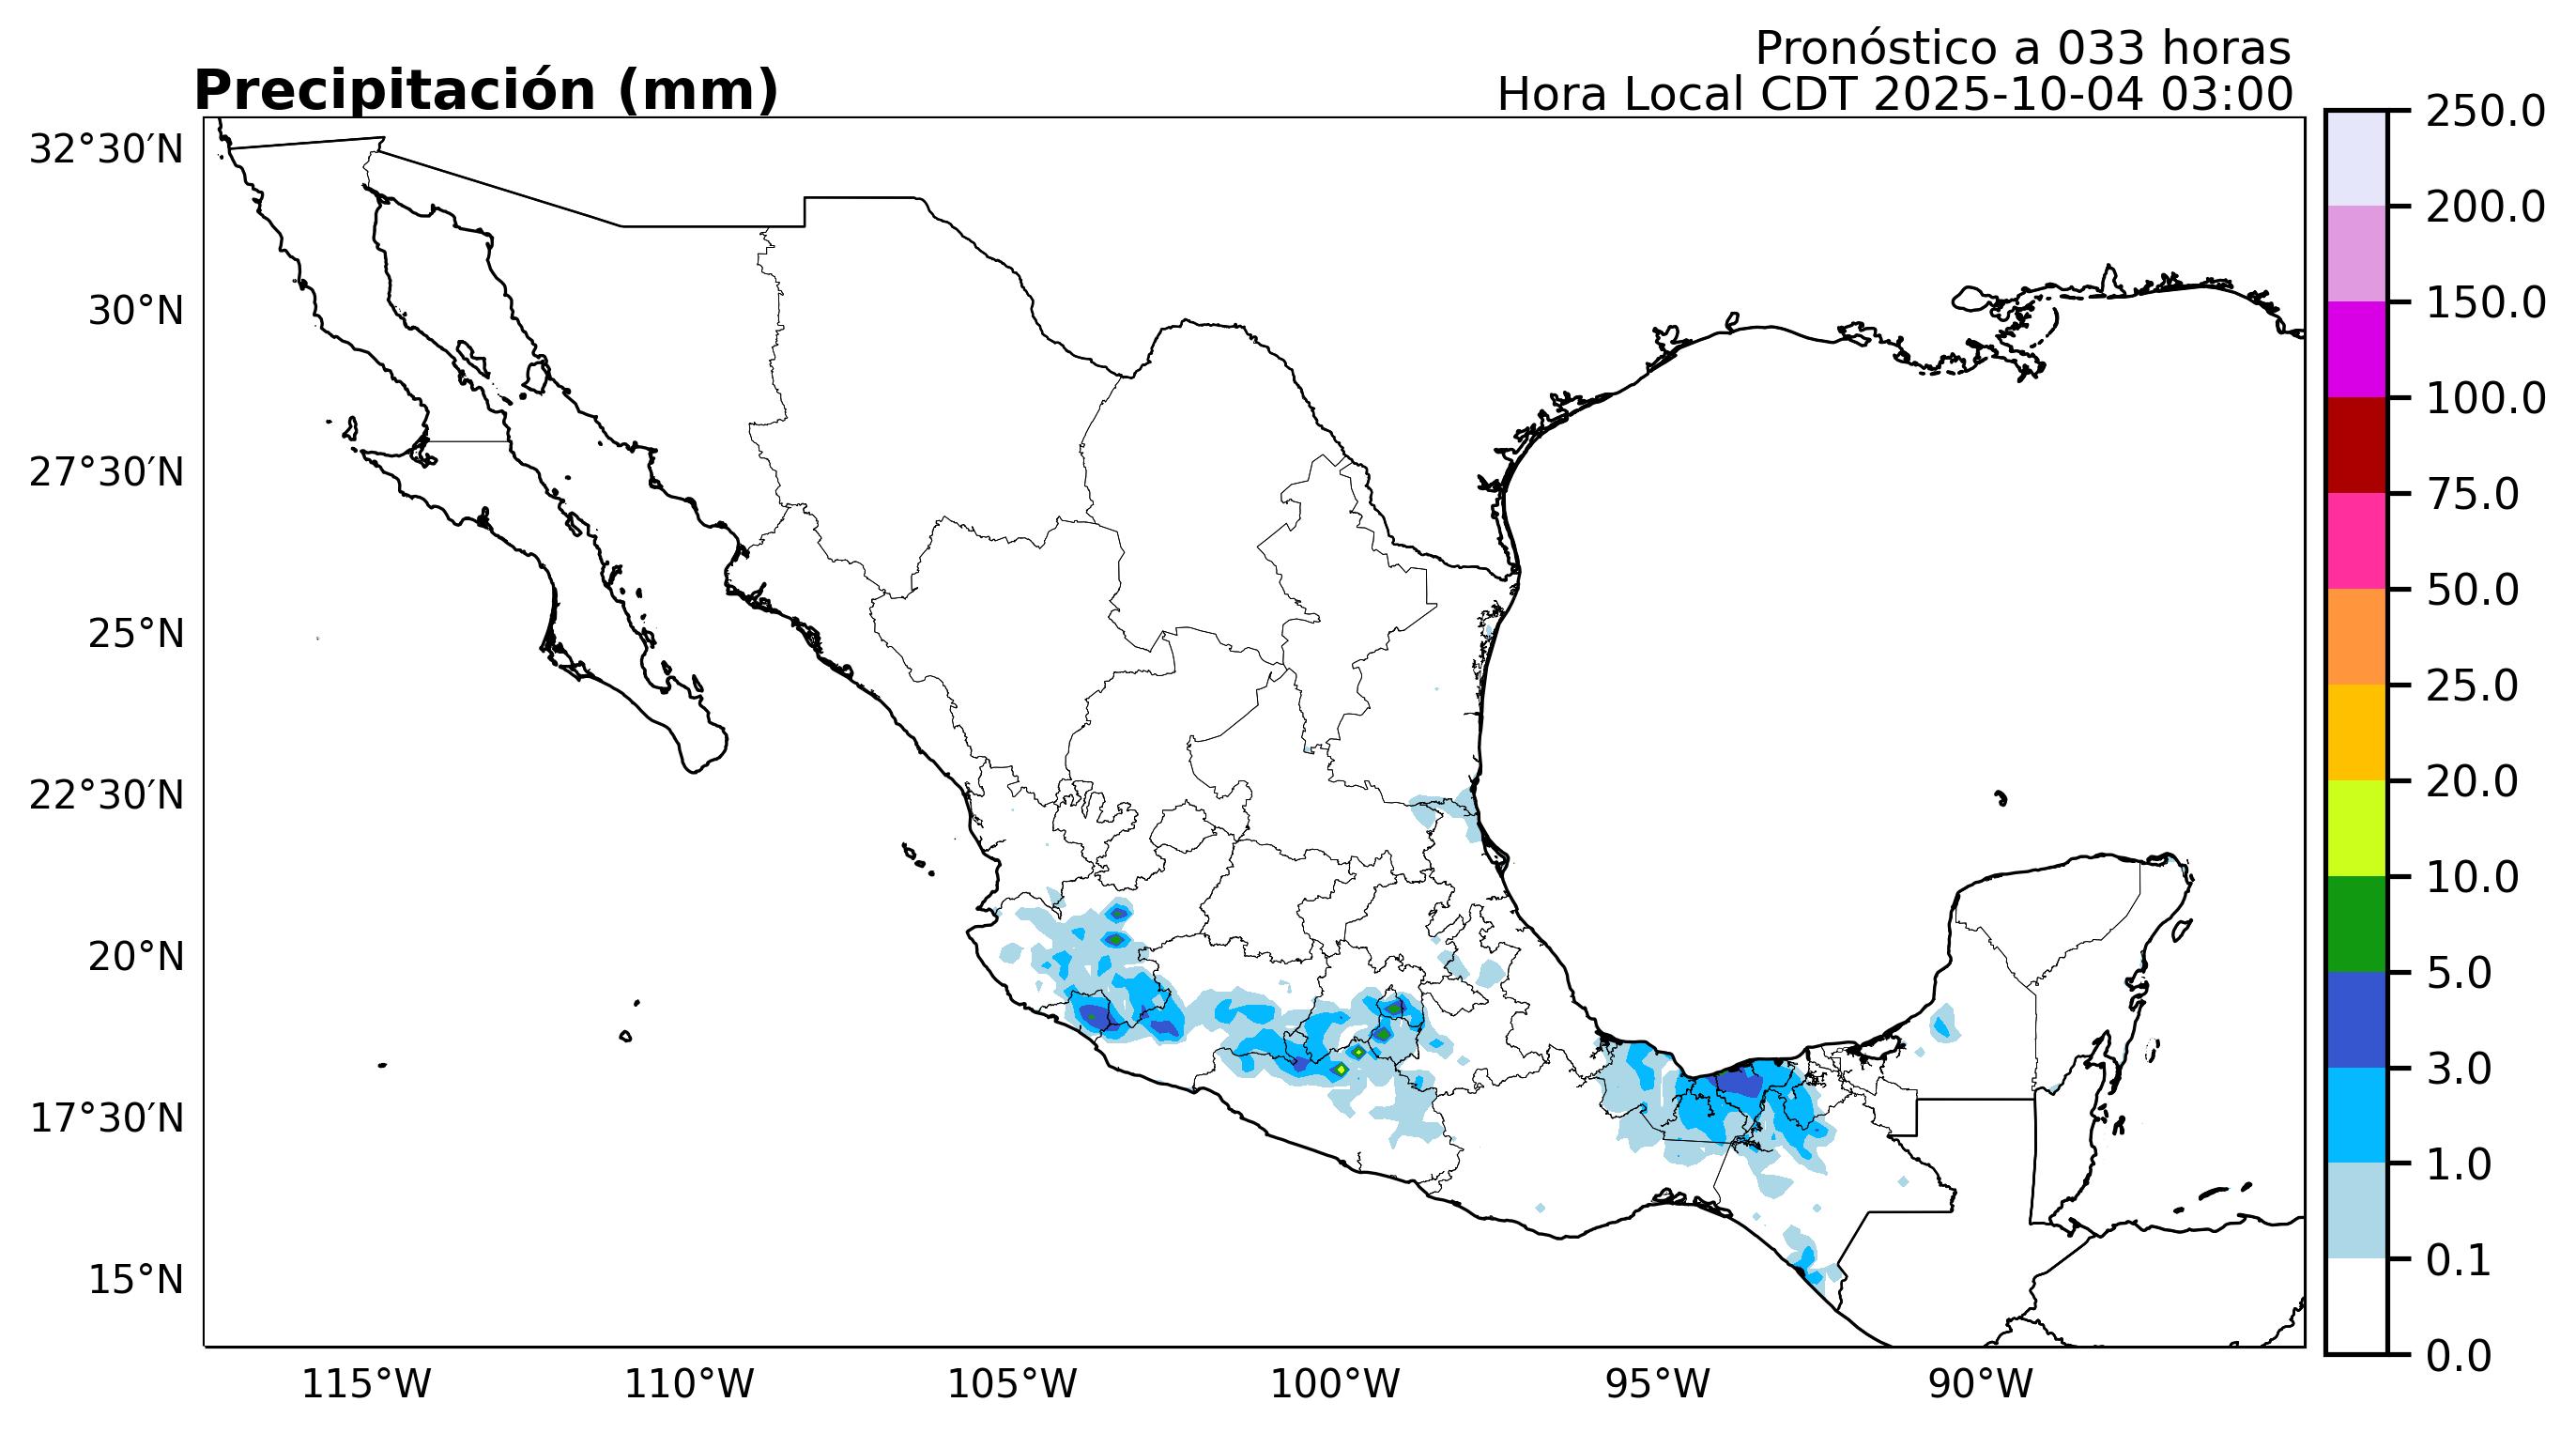 Pronóstico a 033 horas
Precipitación (mm)
Hora Local CDT 2025-10-04 03:00
32°30′N
30°N
27°30′N
25°N
22°30′N
20°N
17°30′N
15°N
115°W
110°W
105°W
100°W
95°W
90°W
250.0
200.0
150.0
100.0
75.0
50.0
25.0
20.0
10.0
5.0
3.0
1.0
0.1
0.0